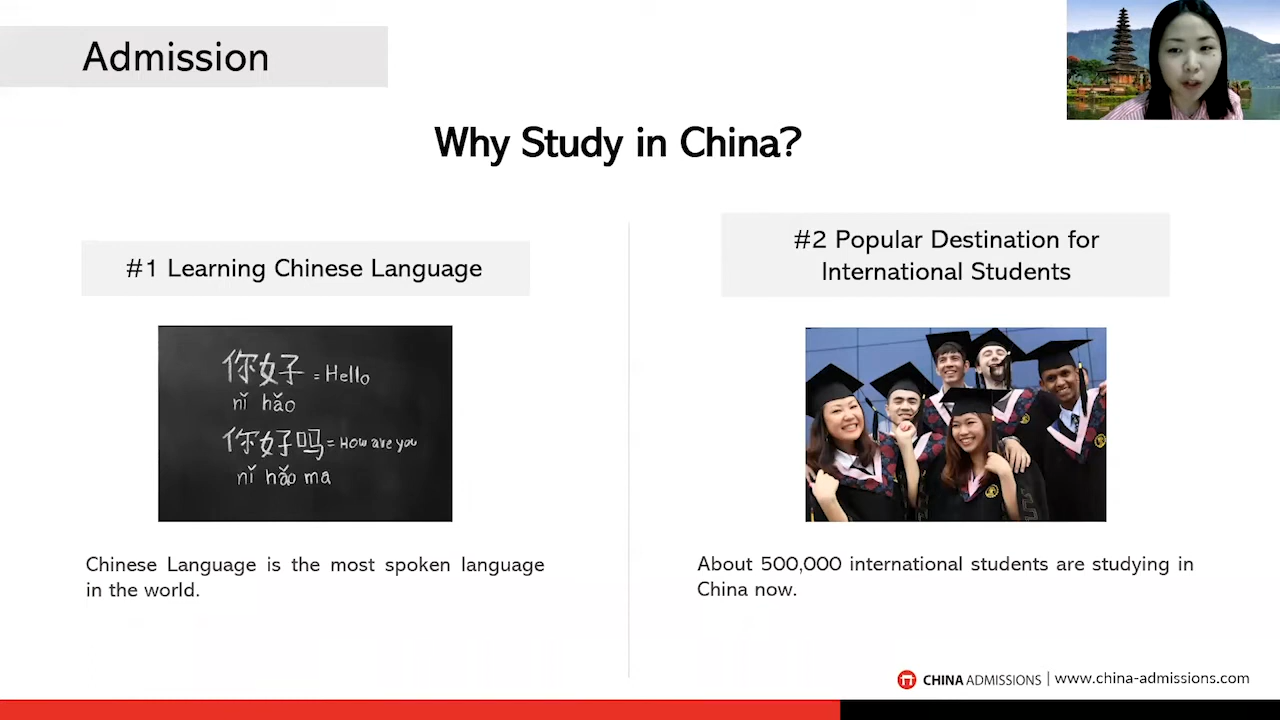 Admission
Why Study in China?
#1 Learning Chinese Language
你好 = Hello
nǐ hǎo
你好吗 = How are you
nǐ hǎo ma
Chinese Language is the most spoken language
in the world.
#2 Popular Destination for
International Students
About 500,000 international students are studying in
China now.
CHINA ADMISSIONS | www.china-admissions.com